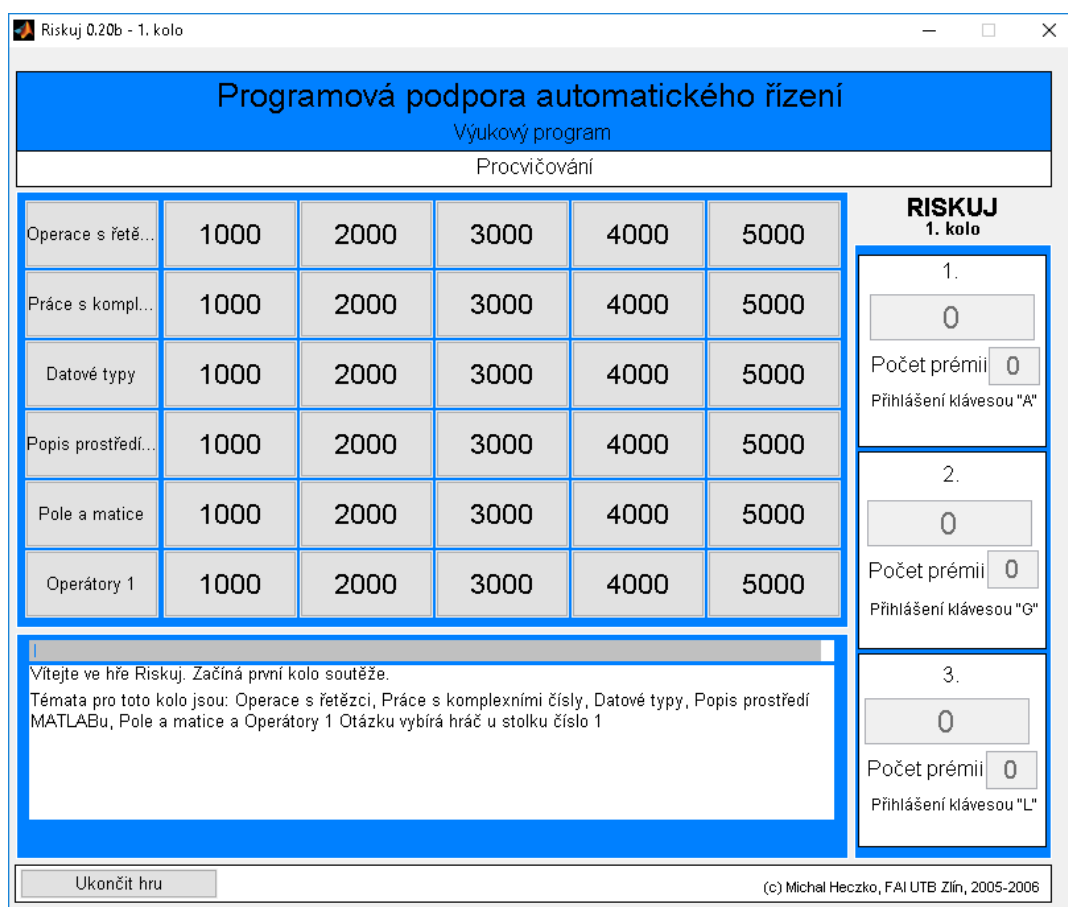 Riskuj 0.20b - 1. kolo
Programová podpora automatického řízení
Výukový program
Procvičování
Operace s řetě... 1000 2000 3000 4000 5000
Práce s kompl... 1000 2000 3000 4000 5000
Datové typy 1000 2000 3000 4000 5000
Popis prostředí... 1000 2000 3000 4000 5000
Pole a matice 1000 2000 3000 4000 5000
Operátory 1 1000 2000 3000 4000 5000
Vítejte ve hře Riskuj. Začíná první kolo soutěže.
Témata pro toto kolo jsou: Operace s řetězci, Práce s komplexními čísly, Datové typy, Popis prostředí
MATLABu, Pole a matice a Operátory 1 Otázku vybírá hráč u stolku číslo 1
RISKUJ
1. kolo
1.
0
Počet prémii 0
Přihlášení klávesou "A"
2.
0
Počet prémii 0
Přihlášení klávesou "G"
3.
0
Počet prémii 0
Přihlášení klávesou "L"
Ukončit hru
(c) Michal Heczko, FAI UTB Zlín, 2005-2006